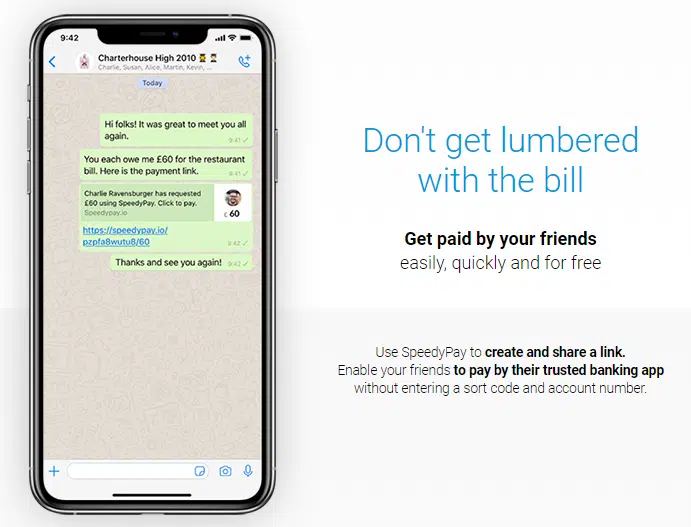 9:42
Charterhouse High 2010
Charlie, Susan, Alice, Martin, Kevin, ...
Today
Hi folks! It was great to meet you all
again.
9:41
You each owe me £60 for the restaurant
bill. Here is the payment link.
9:41
Charlie Ravensburger has requested
£60 using SpeedyPay. Click to pay.
Speedypay.io
£ 60
https://speedypay.io/
pzpfa8wutu8/60
9:42
Thanks and see you again! 9:42
Don't get lumbered
with the bill
Get paid by your friends
easily, quickly and for free
Use SpeedyPay to create and share a link.
Enable your friends to pay by their trusted banking app
without entering a sort code and account number.